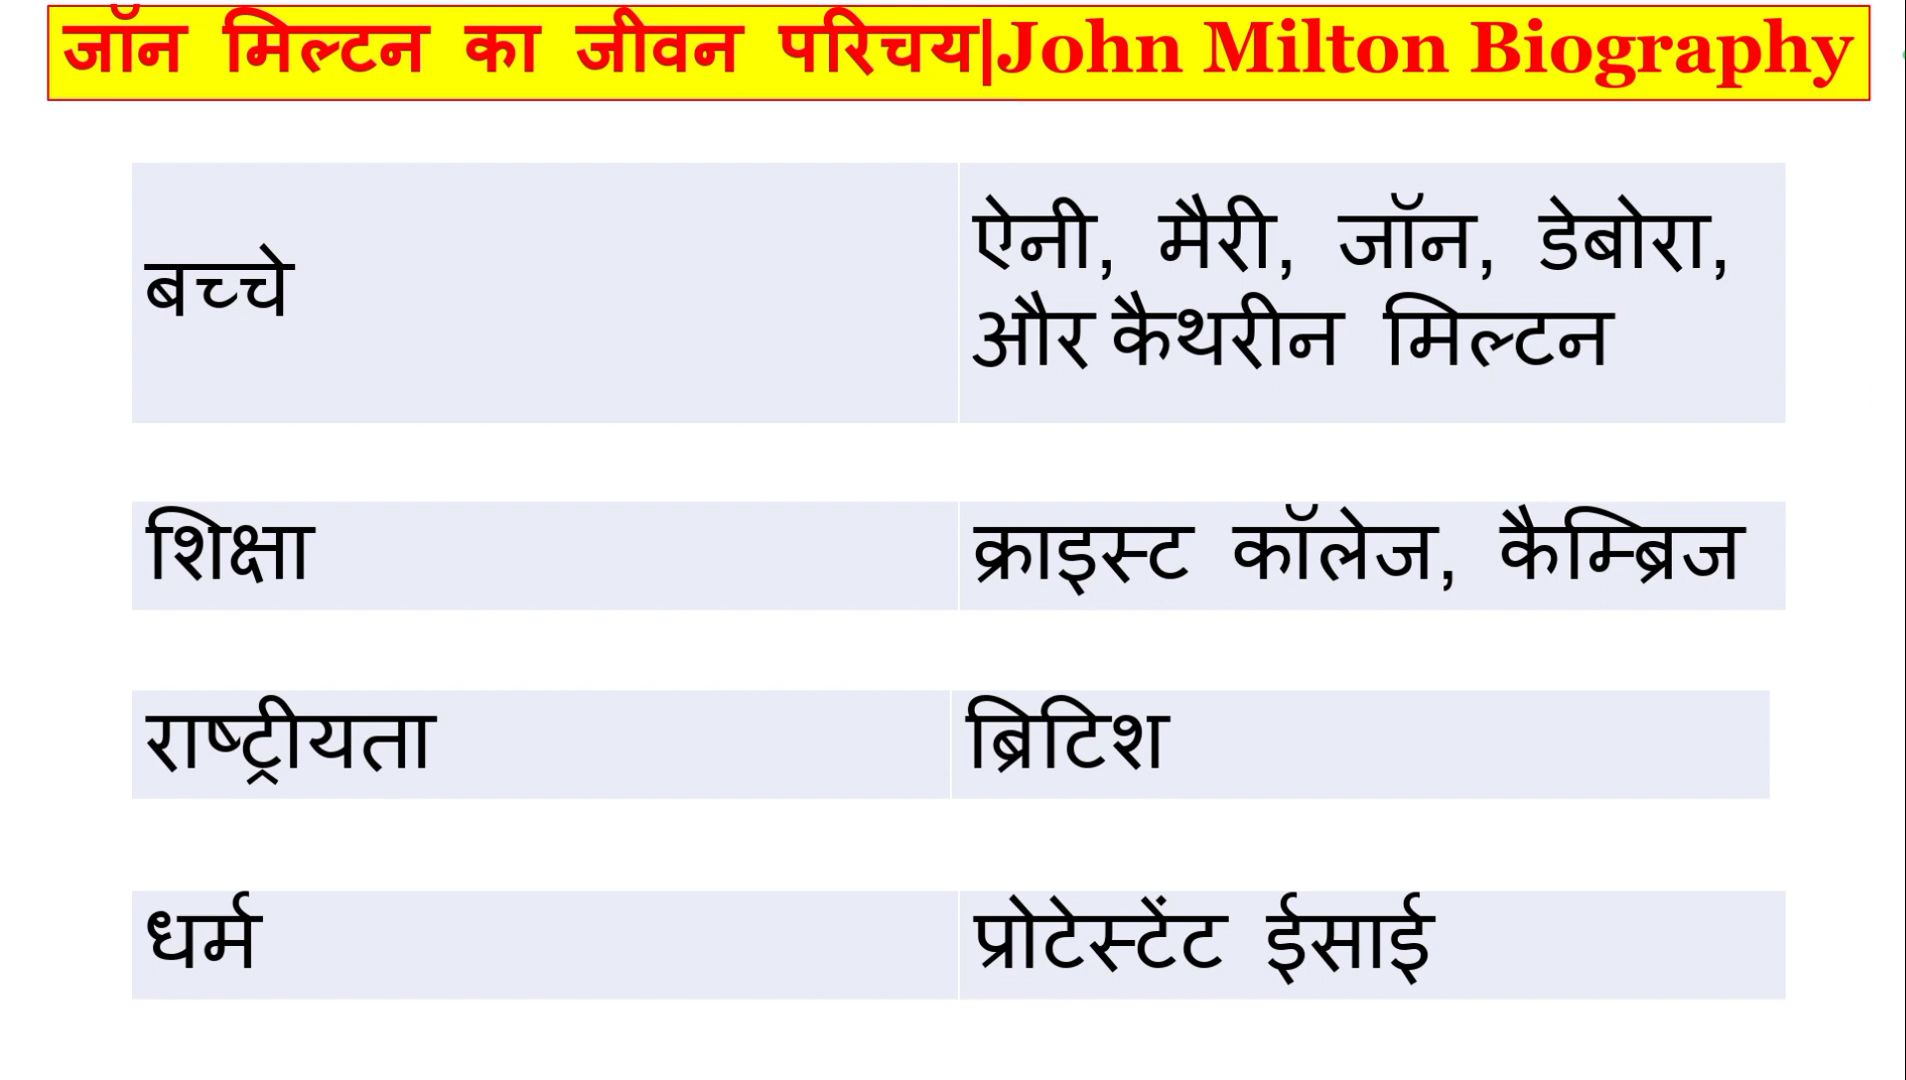 जॉन मिल्टन का जीवन परिचय|John Milton Biography
बच्चे
ऐनी, मैरी, जॉन, डेबोरा,
और कैथरीन मिल्टन
शिक्षा
क्राइस्ट कॉलेज, कैम्ब्रिज
राष्ट्रीयता
ब्रिटिश
धर्म
प्रोटेस्टेंट ईसाई